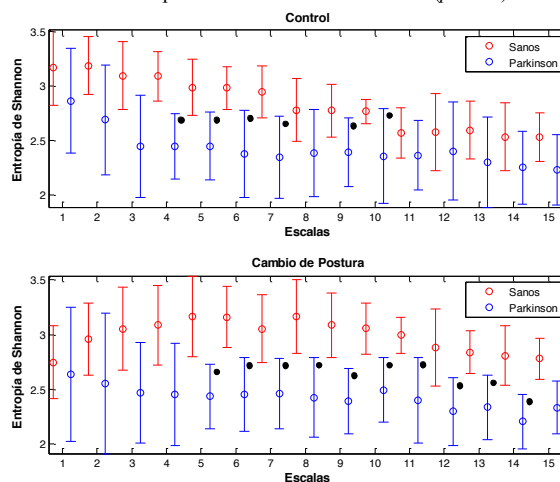 Control
Entropía de Shannon
3.5
3
2.5
2
Sanos
Parkinson
1 2 3 4 5 6 7 8 9 10 11 12 13 14 15
Escalas
Cambio de Postura
Entropía de Shannon
3.5
3
2.5
2
Sanos
Parkinson
1 2 3 4 5 6 7 8 9 10 11 12 13 14 15
Escalas